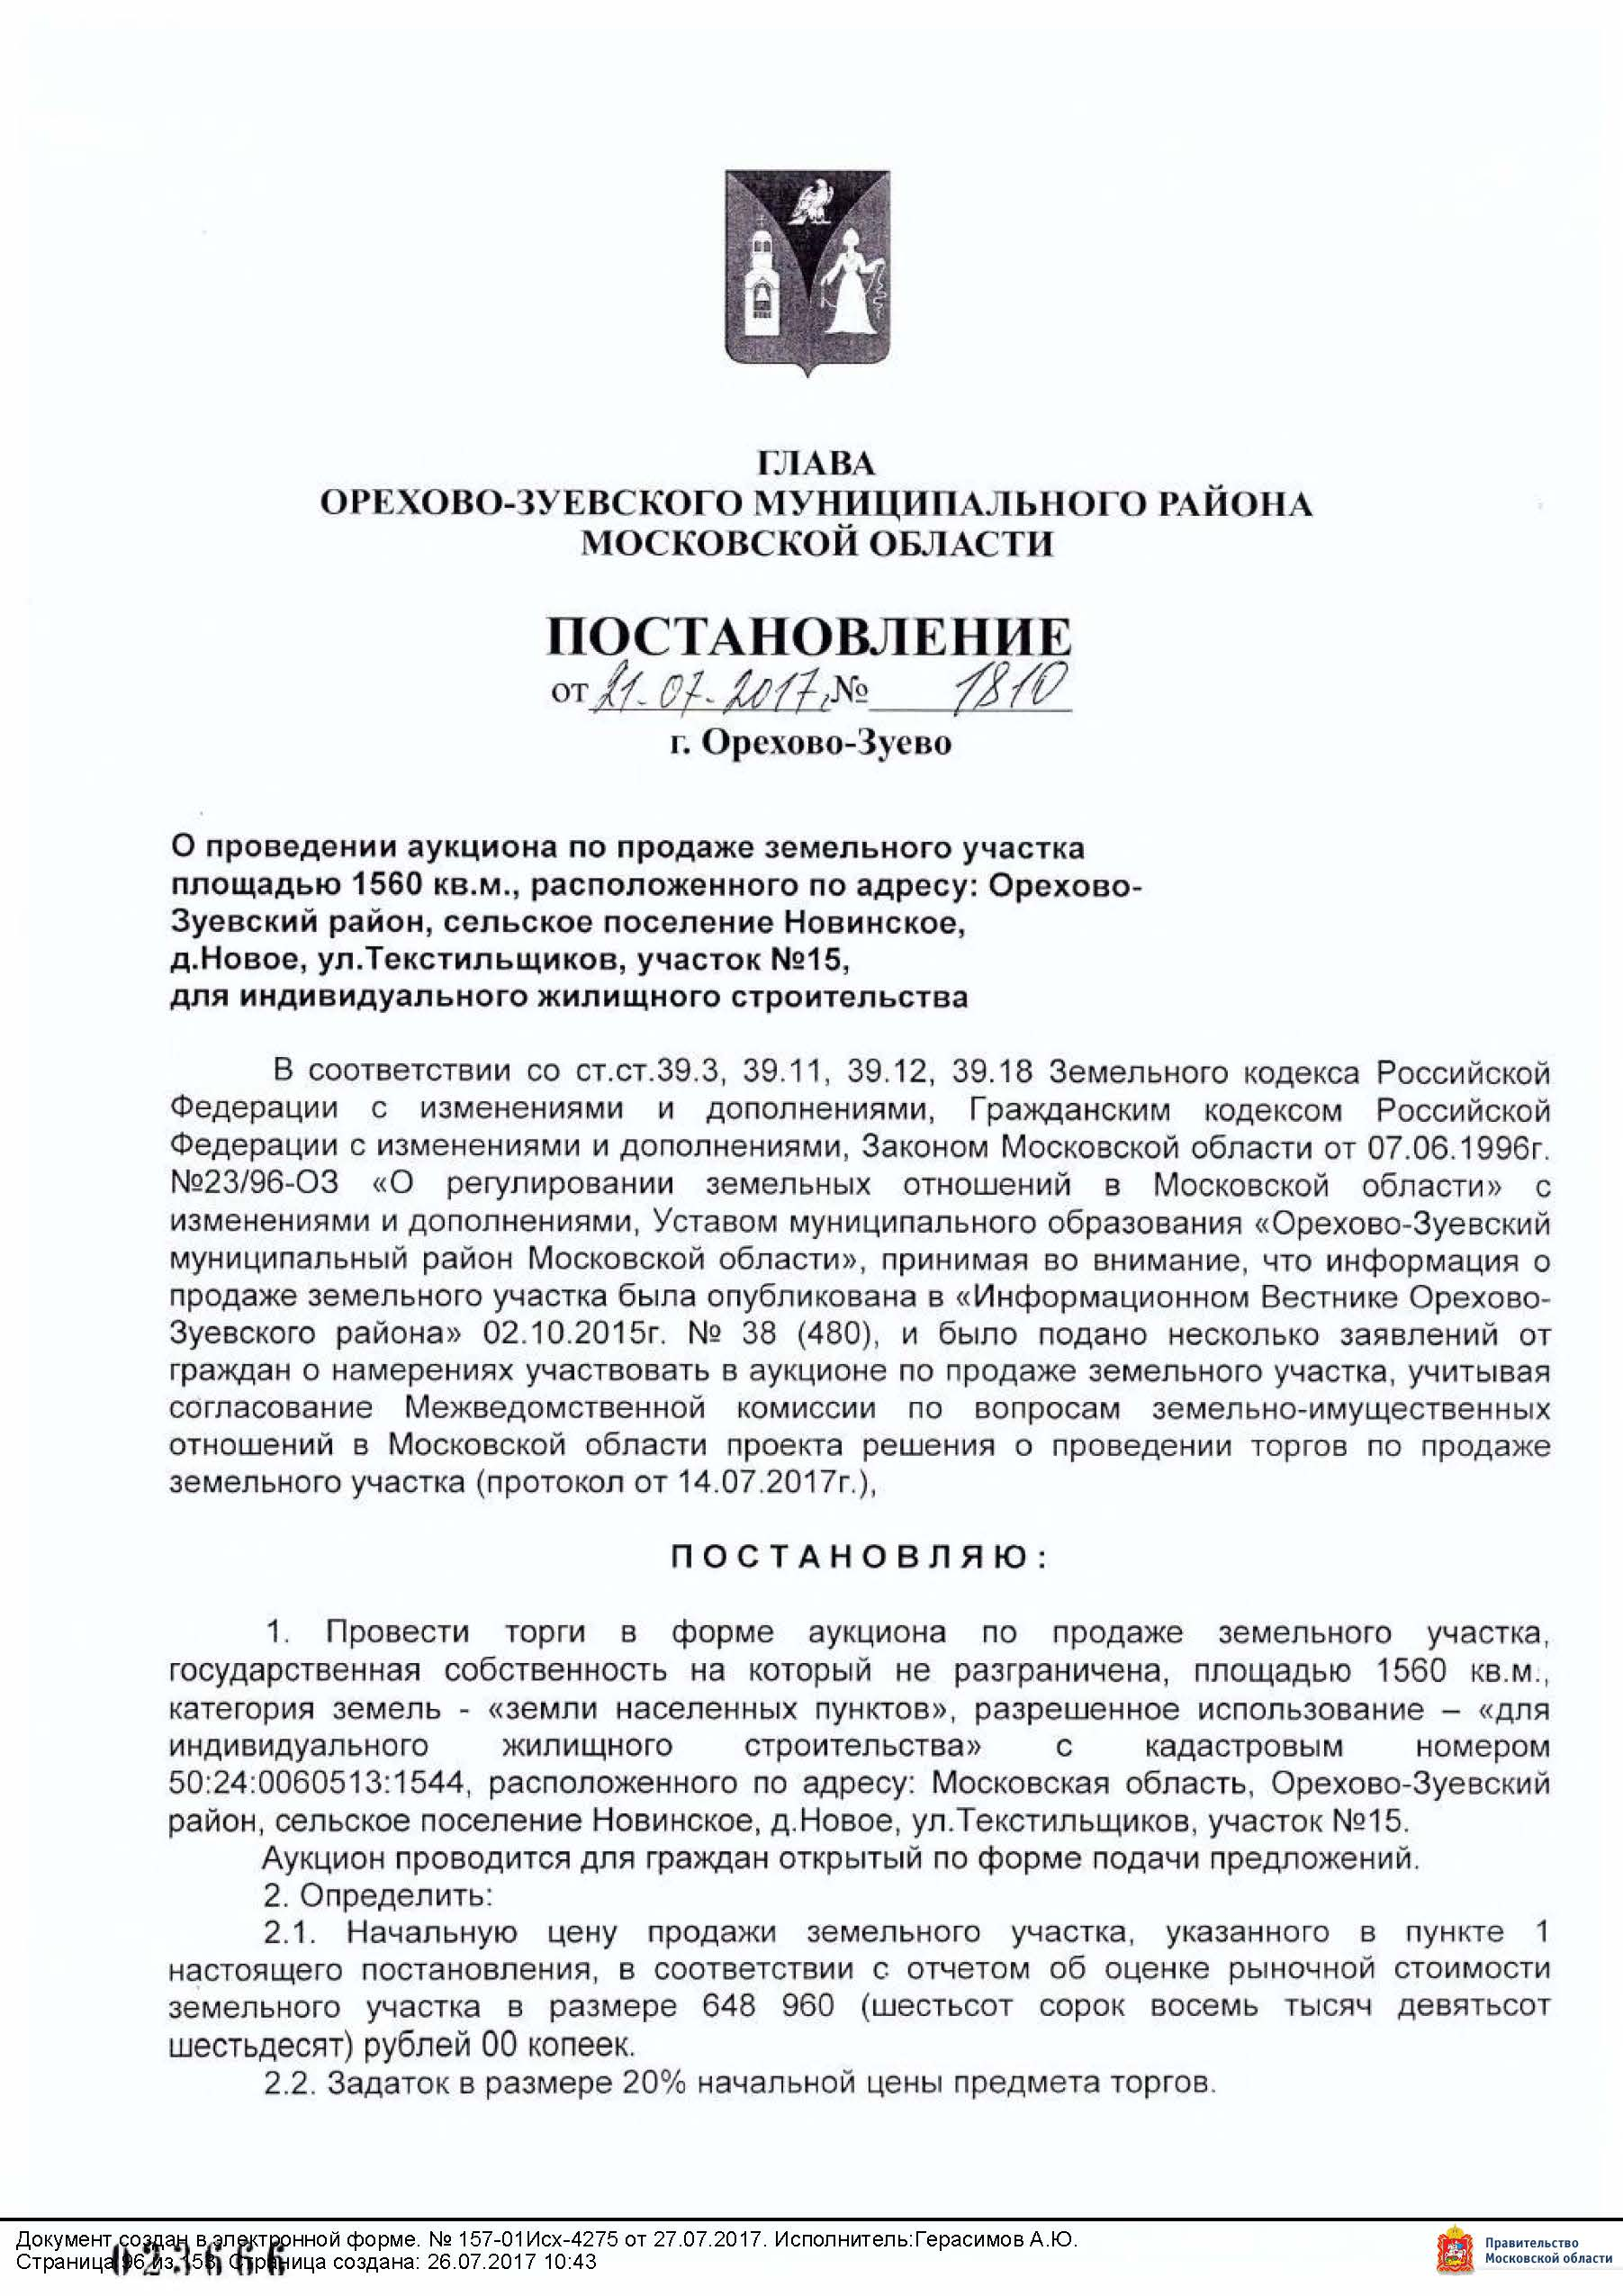 ГЛАВА
ОРЕХОВО-ЗУЕВСКОГО МУНИЦИПАЛЬНОГО РАЙОНА
МОСКОВСКОЙ ОБЛАСТИ
ПОСТАНОВЛЕНИЕ
от 21.07.2017г № 1810
г. Орехово-Зуево
О проведении аукциона по продаже земельного участка
площадью 1560 кв.м., расположенного по адресу: Орехово-
Зуевский район, сельское поселение Новинское,
д.Новое, ул.Текстильщиков, участок №15,
для индивидуального жилищного строительства
В соответствии со ст.ст.39.3, 39.11, 39.12, 39.18 Земельного кодекса Российской
Федерации с изменениями и дополнениями, Гражданским кодексом Российской
Федерации с изменениями и дополнениями, Законом Московской области от 07.06.1996г.
№23/96-ОЗ «О регулировании земельных отношений в Московской области» с
изменениями и дополнениями, Уставом муниципального образования «Орехово-Зуевский
муниципальный район Московской области», принимая во внимание, что информация о
продаже земельного участка была опубликована в «Информационном Вестнике Орехово-
Зуевского района» 02.10.2015г. № 38 (480), и было подано несколько заявлений от
граждан о намерениях участвовать в аукционе по продаже земельного участка, учитывая
согласование Межведомственной комиссии по вопросам земельно-имущественных
отношений в Московской области проекта решения о проведении торгов по продаже
земельного участка (протокол от 14.07.2017г.),
ПОСТАНОВЛЯЮ:
1. Провести торги в форме аукциона по продаже земельного участка,
государственная собственность на который не разграничена, площадью 1560 кв.м.,
категория земель - «земли населенных пунктов», разрешенное использование – «для
индивидуального жилищного строительства» с кадастровым номером
50:24:0060513:1544, расположенного по адресу: Московская область, Орехово-Зуевский
район, сельское поселение Новинское, д.Новое, ул.Текстильщиков, участок №15.
Аукцион проводится для граждан открытый по форме подачи предложений.
2. Определить:
2.1. Начальную цену продажи земельного участка, указанного в пункте 1
настоящего постановления, в соответствии с отчетом об оценке рыночной стоимости
земельного участка в размере 648 960 (шестьсот сорок восемь тысяч девятьсот
шестьдесят) рублей 00 копеек.
2.2. Задаток в размере 20% начальной цены предмета торгов.
Документ создан в электронной форме. № 157-01Исх-4275 от 27.07.2017. Исполнитель:Герасимов А.Ю.
Страница 96 из Страница создана: 26.07.2017 10:43
023666
Правительство
Московской области